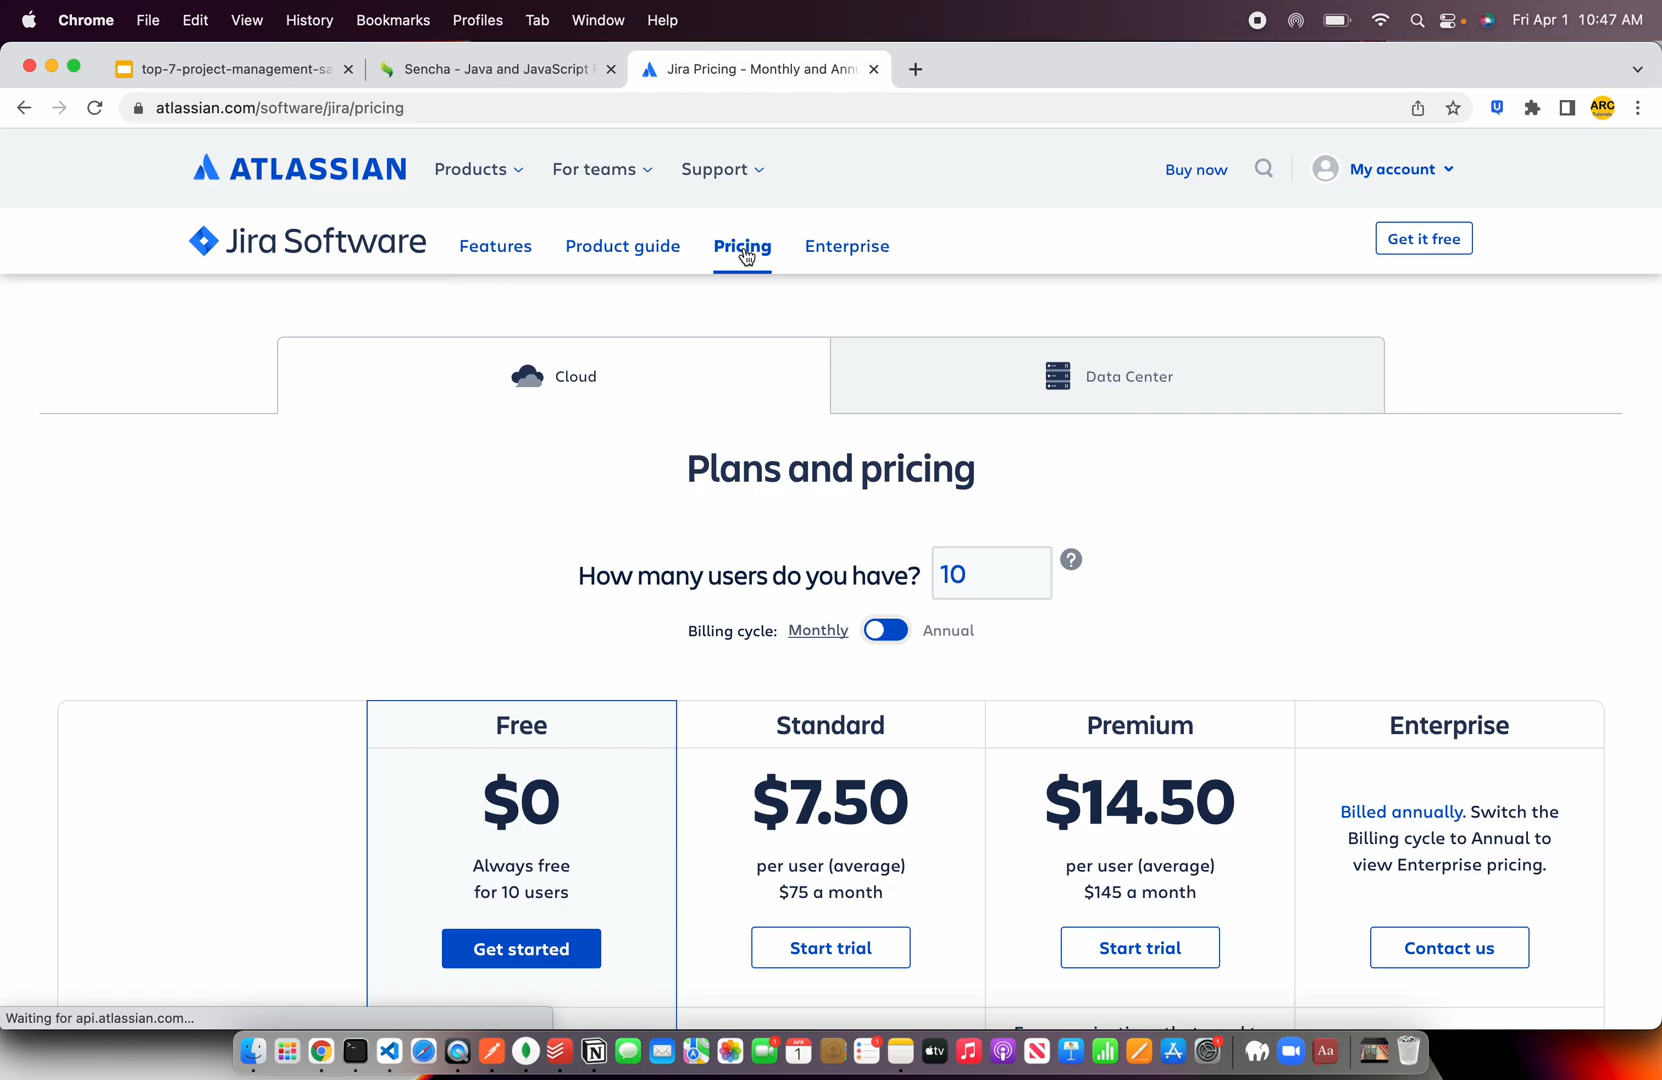 Chrome File Edit View History Bookmarks Profiles Tab Window Help Fri Apr 1 10:47 AM
top-7-project-management-sa Sencha - Java and JavaScript Jira Pricing - Monthly and Ann
atlassian.com/software/jira/pricing ARC
ATLASSIAN Products For teams Support Buy now My account
Jira Software Features Product guide Pricing Enterprise Get it free
Cloud Data Center
Plans and pricing
How many users do you have? 10 ?
Billing cycle: Monthly Annual
Free Standard Premium Enterprise
$0 $7.50 $14.50
Billed annually. Switch the
Billing cycle to Annual to
view Enterprise pricing.
Always free per user (average) per user (average)
for 10 users $75 a month $145 a month
Get started Start trial Start trial Contact us
Waiting for api.atlassian.com...
tv Aa